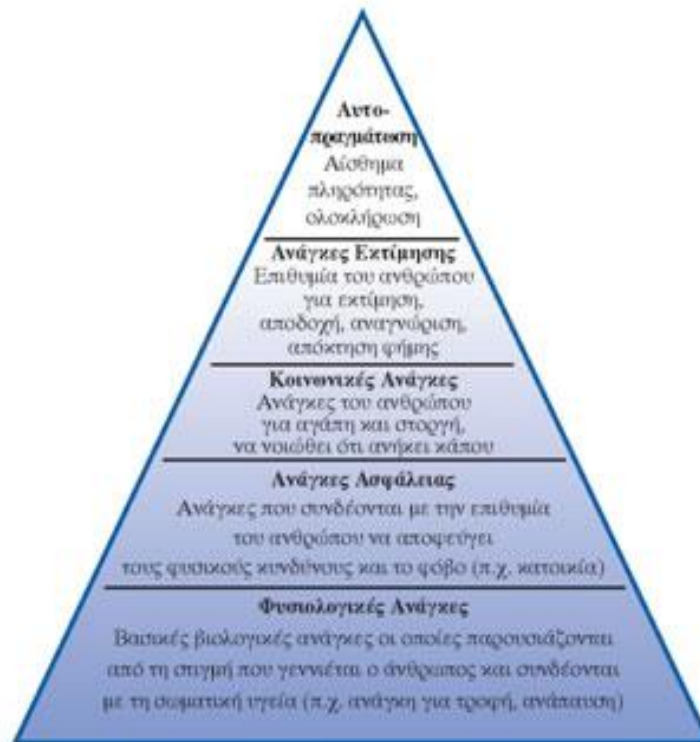 Αυτο-
πραγμάτωση
Αίσθημα
πληρότητας,
ολοκλήρωση
Ανάγκες Εκτίμησης
Επιθυμία του ανθρώπου
για εκτίμηση,
αποδοχή, αναγνώριση,
απόκτηση φήμης
Κοινωνικές Ανάγκες
Ανάγκες του ανθρώπου
για αγάπη και στοργή,
να νοιώθει ότι ανήκει κάπου
Ανάγκες Ασφάλειας
Ανάγκες που συνδέονται με την επιθυμία
του ανθρώπου να αποφεύγει
τους φυσικούς κυνδύνους και το φόβο (π.χ. κατοικία)
Φυσιολογικές Ανάγκες
Βασικές βιολογικές ανάγκες οι οποίες παρουσιάζονται
από τη στιγμή που γεννιέται ο άνθρωπος και συνδέονται
με τη σωματική υγεία (π.χ. ανάγκη για τροφή, ανάπαυση)